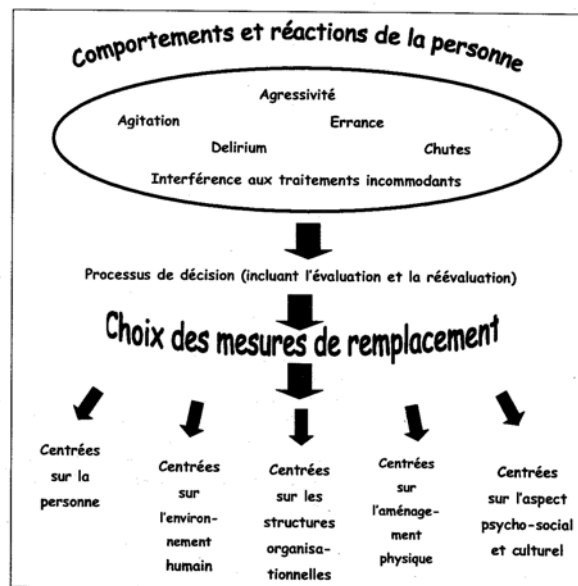 Comportements et réactions de la personne
Agressivité
Agitation
Errance
Delirium
Chutes
Interférence aux traitements incommodants
Processus de décision (incluant l'évaluation et la réévaluation)
Choix des mesures de remplacement
Centrées
sur la
personne
Centrées
sur
l'environ-
nement
humain
Centrées
sur les
structures
organisa-
tionnelles
Centrées
sur
l'aménage-
ment
physique
Centrées
sur l'aspect
psycho-social
et culturel